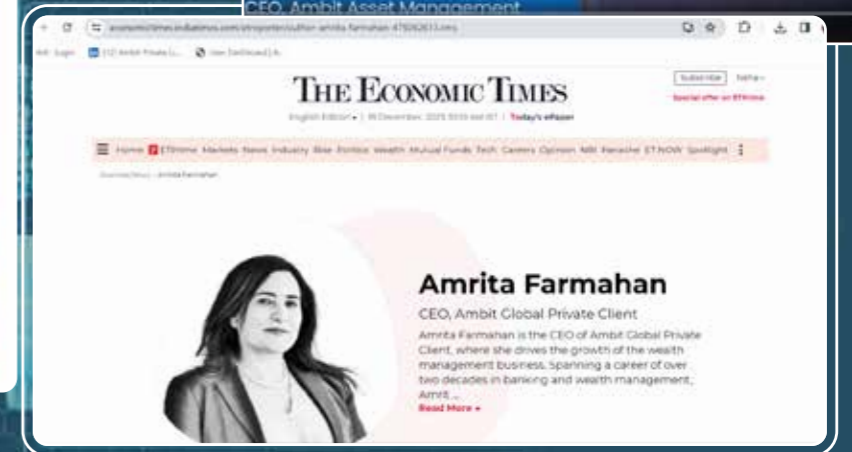 CEO, Ambit Asset Management
THE ECONOMIC TIMES
English Edition | Today's ePaper
Subscribe
Special offer on ETPrime
Home ETPrime Markets News Industry Rise Politics Wealth Mutual Funds Tech Careers Opinion NRI Panache ET NOW Spotlight
Amrita Farmahan
CEO, Ambit Global Private Client
Amrita Farmahan is the CEO of Ambit Global Private
Client, where she drives the growth of the wealth
management business. Spanning a career of over
two decades in banking and wealth management,
Amrit ...
Read More